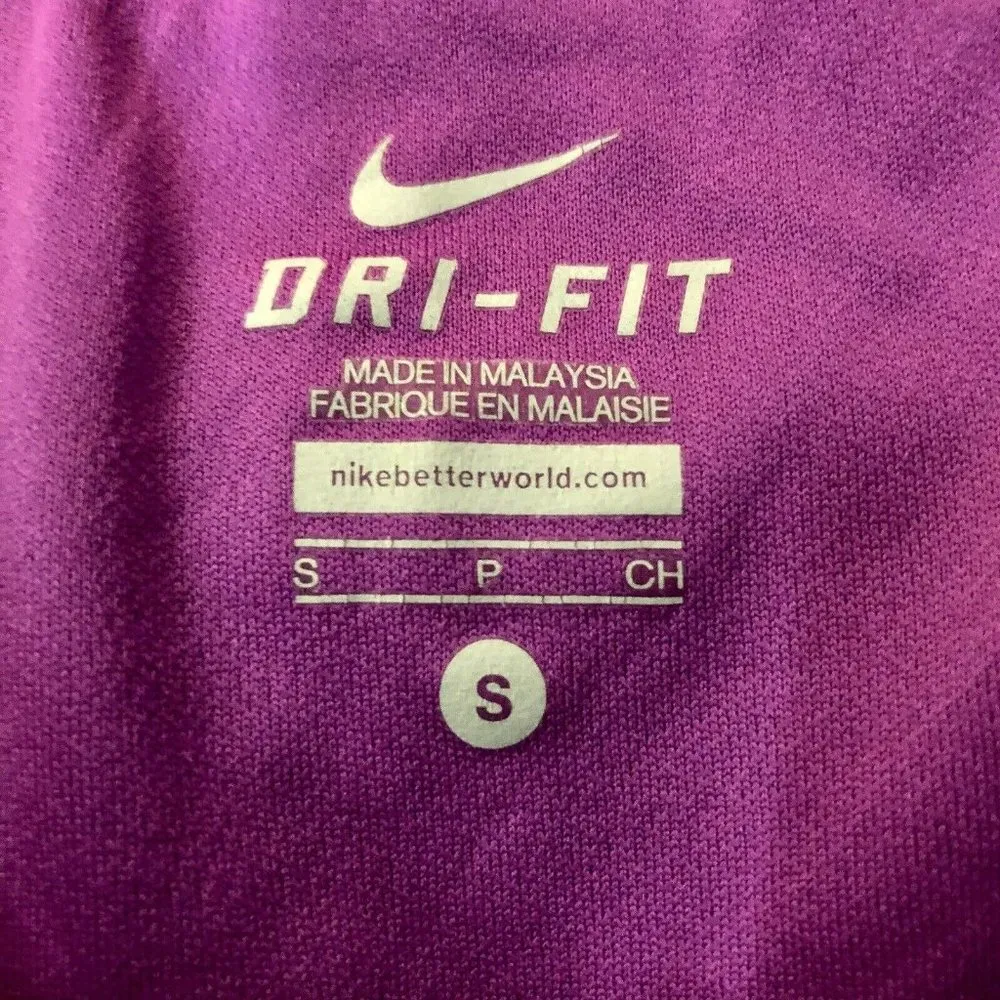 DRI-FIT
MADE IN MALAYSIA
FABRIQUE EN MALAISIE
nikebetterworld.com
S P CH
S